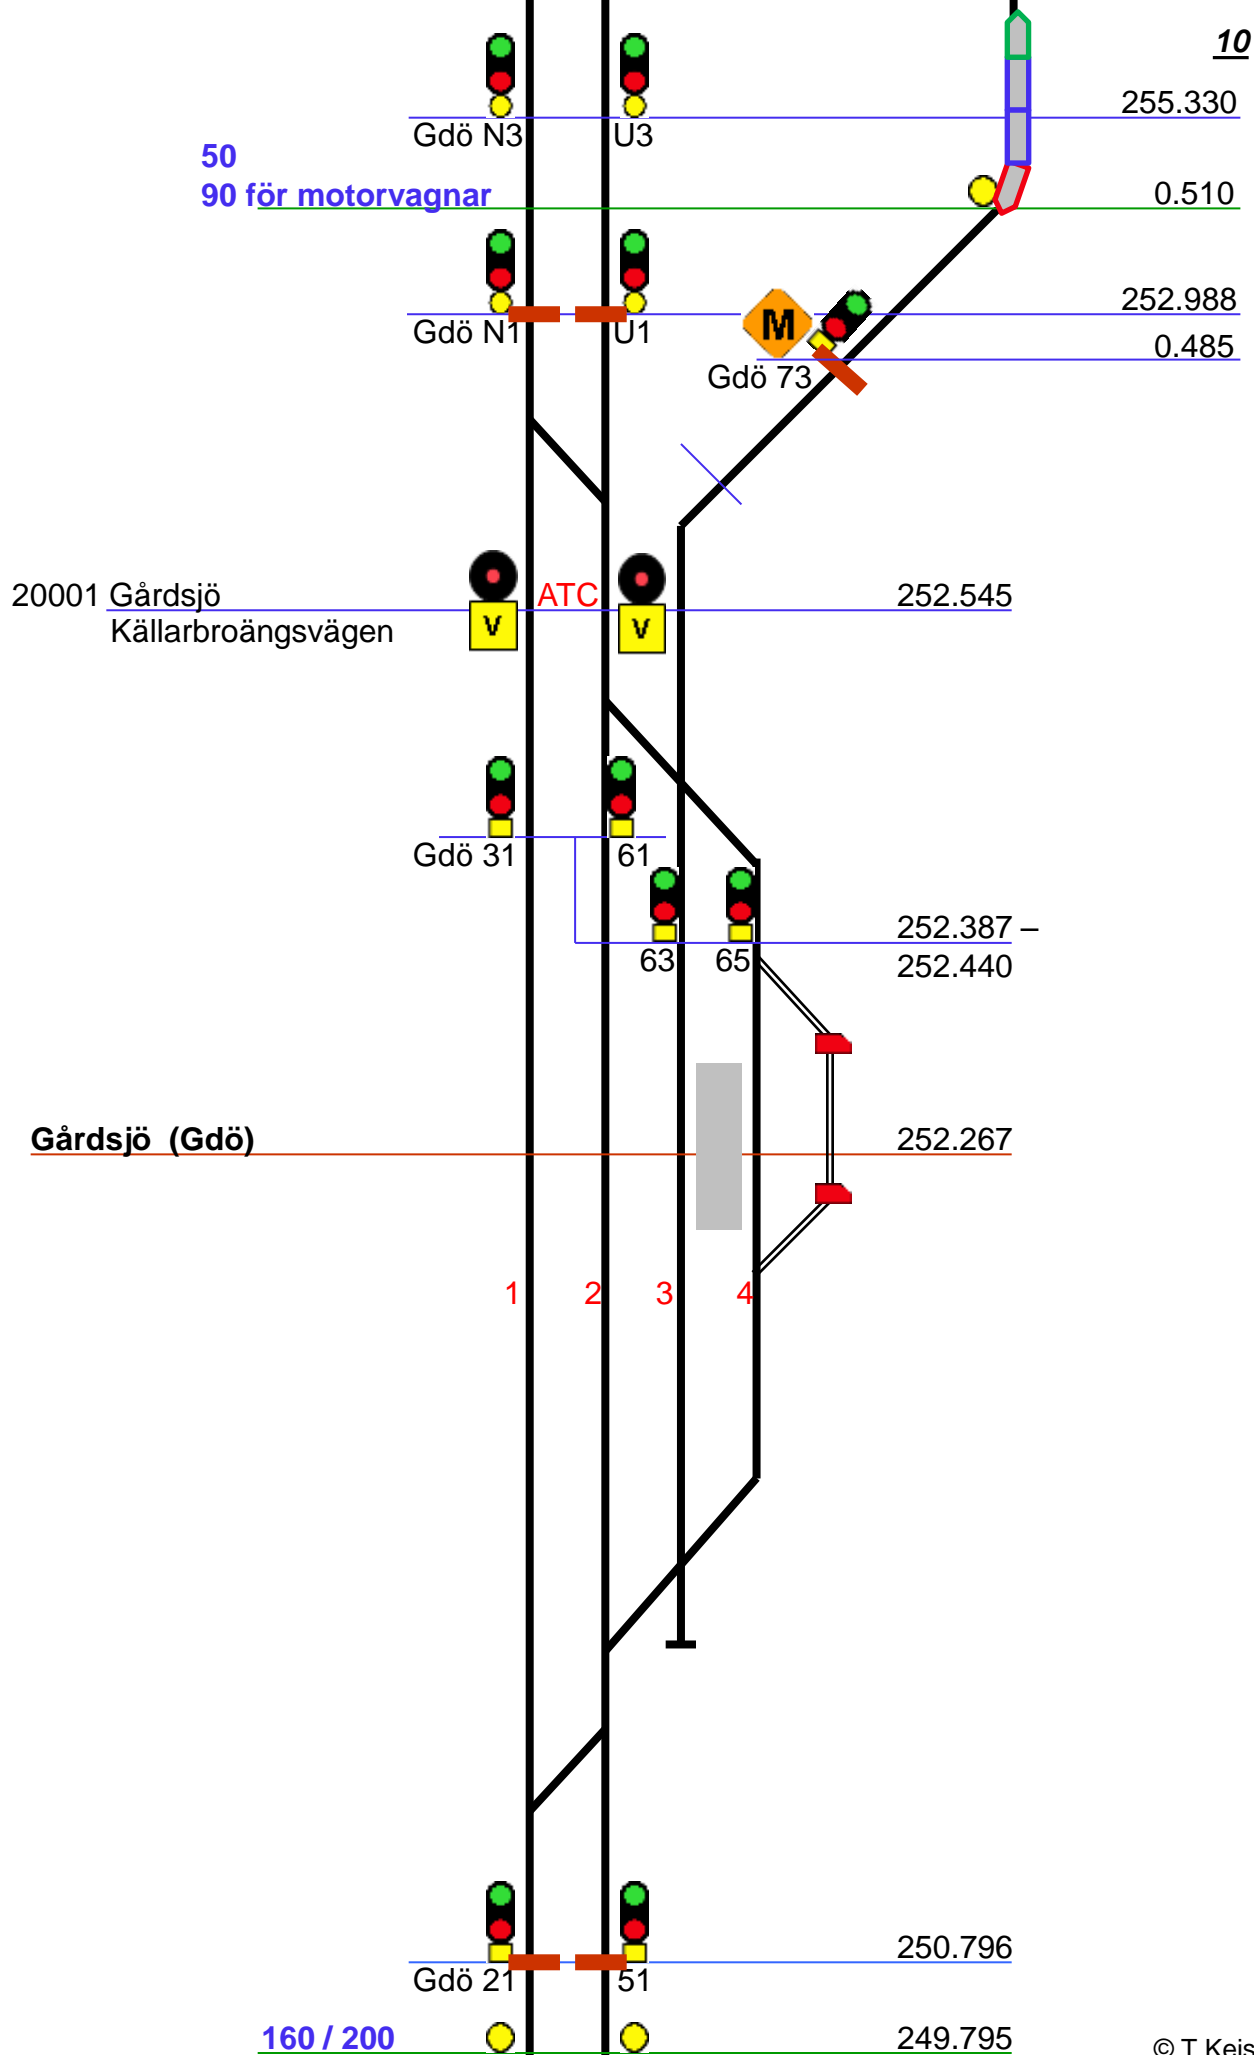 10
255.330
Gdö N3 U3
50
90 för motorvagnar 0.510
252.988
Gdö N1 U1
M
0.485
Gdö 73
20001 Gårdsjö ATC 252.545
Källarbroängsvägen V V
Gdö 31 61
252.387 –
63 65 252.440
Gårdsjö (Gdö) 252.267
1 2 3 4
250.796
Gdö 21 51
160 / 200 249.795
© T Keis